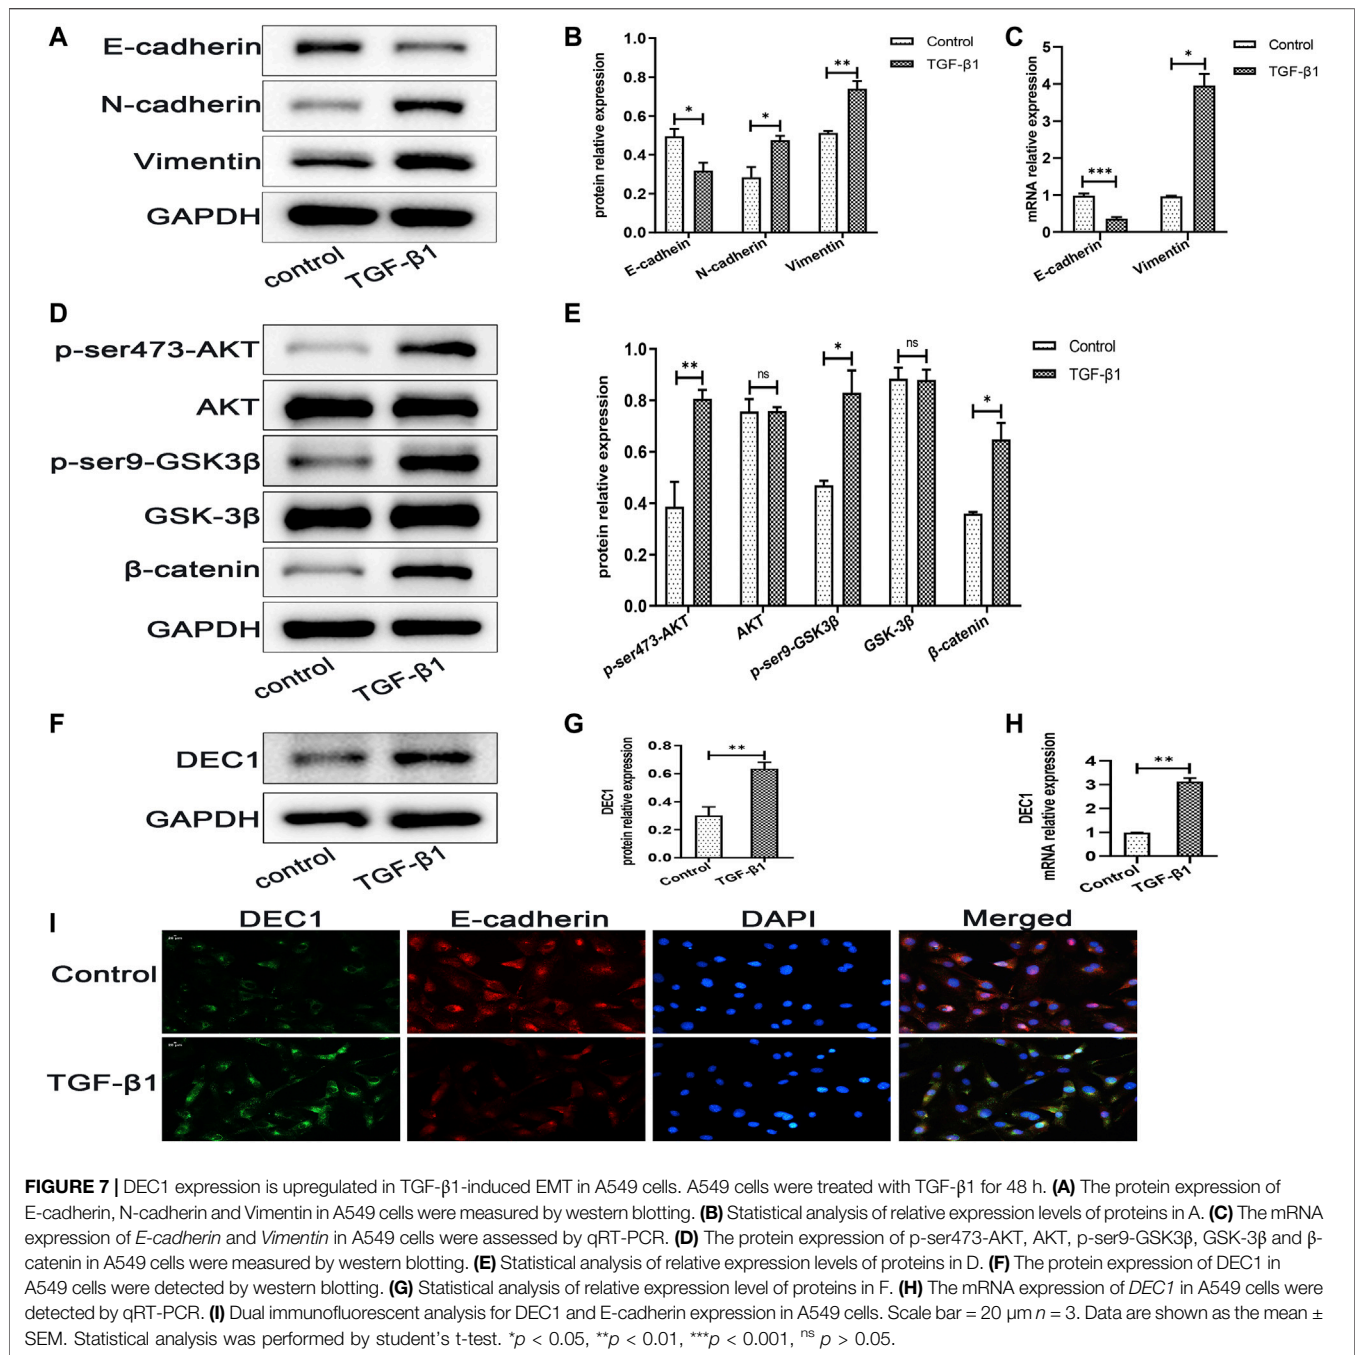 A
E-cadherin
N-cadherin
Vimentin
GAPDH
control
TGF-β1
B
1.0
0.8
0.6
0.4
0.2
0.0
protein relative expression
*
*
**
E-cadhein
N-cadherin
Vimentin
Control
TGF-β1
C
5
4
3
2
1
0
mRNA relative expression
***
*
E-cadherin
Vimentin
Control
TGF-β1
D
p-ser473-AKT
AKT
p-ser9-GSK3β
GSK-3β
β-catenin
GAPDH
control
TGF-β1
E
1.0
0.8
0.6
0.4
0.2
0.0
protein relative expression
**
ns
*
ns
*
p-ser473-AKT
AKT
p-ser9-GSK3β
GSK-3β
β-catenin
Control
TGF-β1
F
DEC1
GAPDH
control
TGF-β1
G
DEC1
protein relative expression
0.8
0.6
0.4
0.2
0.0
**
Control
TGF-β1
H
DEC1
mRNA relative expression
4
3
2
1
0
**
Control
TGF-β1
I
DEC1 E-cadherin DAPI Merged
Control
20 μm
TGF-β1
20 μm
FIGURE 7 | DEC1 expression is upregulated in TGF-β1-induced EMT in A549 cells. A549 cells were treated with TGF-β1 for 48 h. (A) The protein expression of
E-cadherin, N-cadherin and Vimentin in A549 cells were measured by western blotting. (B) Statistical analysis of relative expression levels of proteins in A. (C) The mRNA
expression of E-cadherin and Vimentin in A549 cells were assessed by qRT-PCR. (D) The protein expression of p-ser473-AKT, AKT, p-ser9-GSK3β, GSK-3β and β-
catenin in A549 cells were measured by western blotting. (E) Statistical analysis of relative expression levels of proteins in D. (F) The protein expression of DEC1 in
A549 cells were detected by western blotting. (G) Statistical analysis of relative expression level of proteins in F. (H) The mRNA expression of DEC1 in A549 cells were
detected by qRT-PCR. (I) Dual immunofluorescent analysis for DEC1 and E-cadherin expression in A549 cells. Scale bar = 20 μm n = 3. Data are shown as the mean ±
SEM. Statistical analysis was performed by student's t-test. *p < 0.05, **p < 0.01, ***p < 0.001, ns p > 0.05.